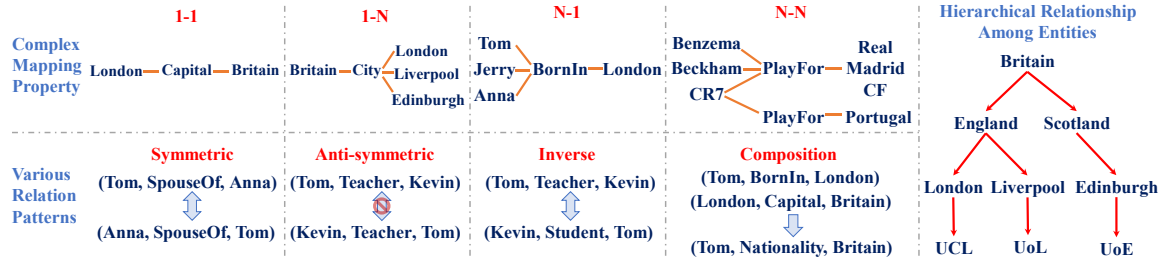 1-1
1-N
N-1
N-N
Hierarchical Relationship
Among Entities
Complex
Mapping
Property
London Capital Britain
Britain City London
Liverpool
Edinburgh
Tom
Jerry BornIn London
Anna
Benzema
Beckham PlayFor Real
Madrid
CF
CR7
PlayFor Portugal
Various
Relation
Patterns
Symmetric
(Tom, SpouseOf, Anna)
(Anna, SpouseOf, Tom)
Anti-symmetric
(Tom, Teacher, Kevin)
(Kevin, Teacher, Tom)
Inverse
(Tom, Teacher, Kevin)
(Kevin, Student, Tom)
Composition
(Tom, BornIn, London)
(London, Capital, Britain)
(Tom, Nationality, Britain)
Britain
England Scotland
London Liverpool Edinburgh
UCL UoL UoE